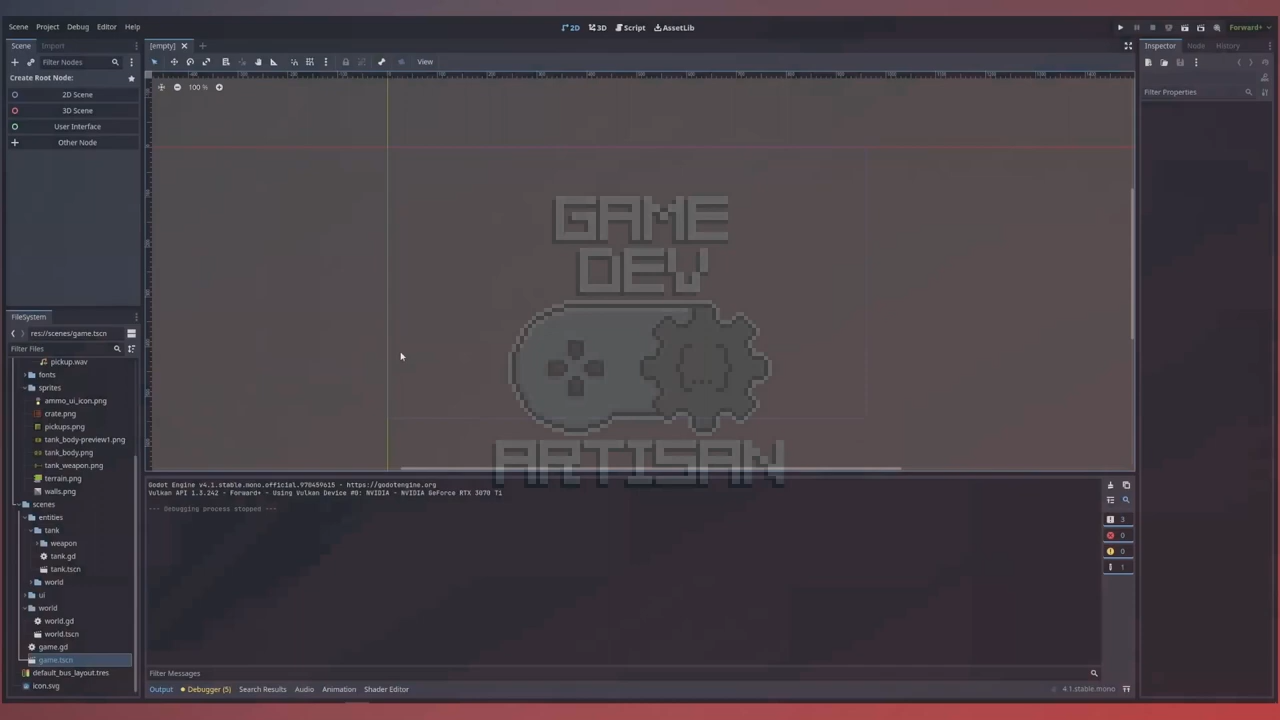 Scene Project Debug Editor Help
2D 3D Script AssetLib
Forward+
Scene Import
[empty]
Inspector Node History
Filter Nodes
View
Create Root Node:
100 %
Filter Properties
2D Scene
3D Scene
User Interface
Other Node
GAME
DEV
ARTISAN
FileSystem
res://scenes/game.tscn
Filter Files
pickup.wav
fonts
sprites
ammo_ui_icon.png
crate.png
pickups.png
tank_body-preview1.png
tank_body.png
tank_weapon.png
terrain.png
walls.png
scenes
entities
tank
weapon
tank.gd
tank.tscn
world
ui
world
world.gd
world.tscn
game.gd
game.tscn
default_bus_layout.tres
icon.svg
Godot Engine v4.1.stable.mono.official.970459615 - https://godotengine.org
Vulkan API 1.3.242 - Forward+ - Using Vulkan Device #0: NVIDIA - NVIDIA GeForce RTX 3070 Ti
--- Debugging process stopped ---
3
0
0
1
Filter Messages
Output Debugger (5) Search Results Audio Animation Shader Editor
4.1.stable.mono